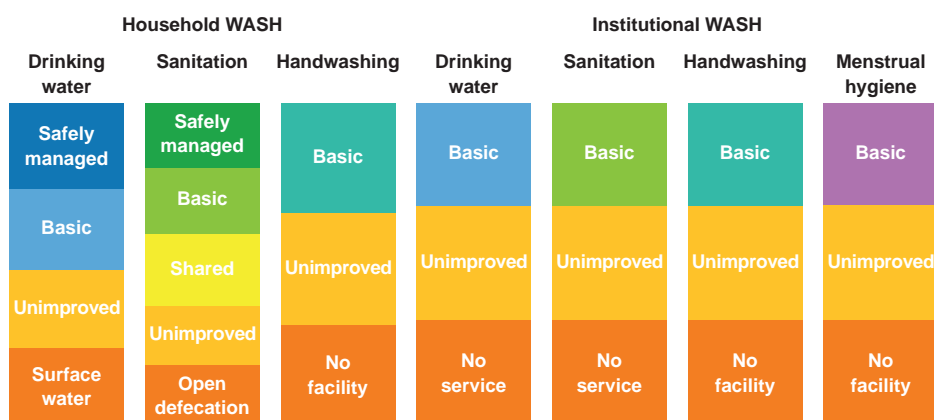 Household WASH
Institutional WASH
Drinking
water
Sanitation
Handwashing
Drinking
water
Sanitation
Handwashing
Menstrual
hygiene
Safely
managed
Basic
Unimproved
Surface
water
Safely
managed
Basic
Shared
Unimproved
Open
defecation
Basic
Unimproved
No
facility
Basic
Unimproved
No
service
Basic
Unimproved
No
service
Basic
Unimproved
No
facility
Basic
Unimproved
No
facility